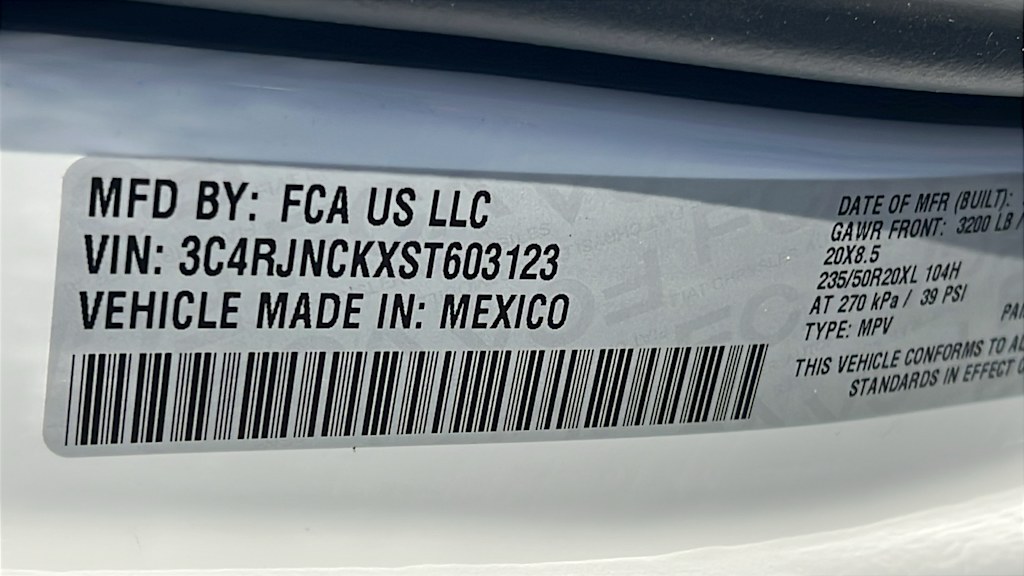 MFD BY: FCA US LLC
VIN: 3C4RJNCKXST603123
VEHICLE MADE IN: MEXICO
DATE OF MFR (BUILT):
GAWR FRONT: 3200 LB /
20X8.5
235/50R20XL 104H
AT 270 kPa / 39 PSI
TYPE: MPV
THIS VEHICLE CONFORMS TO
STANDARDS IN EFFECT